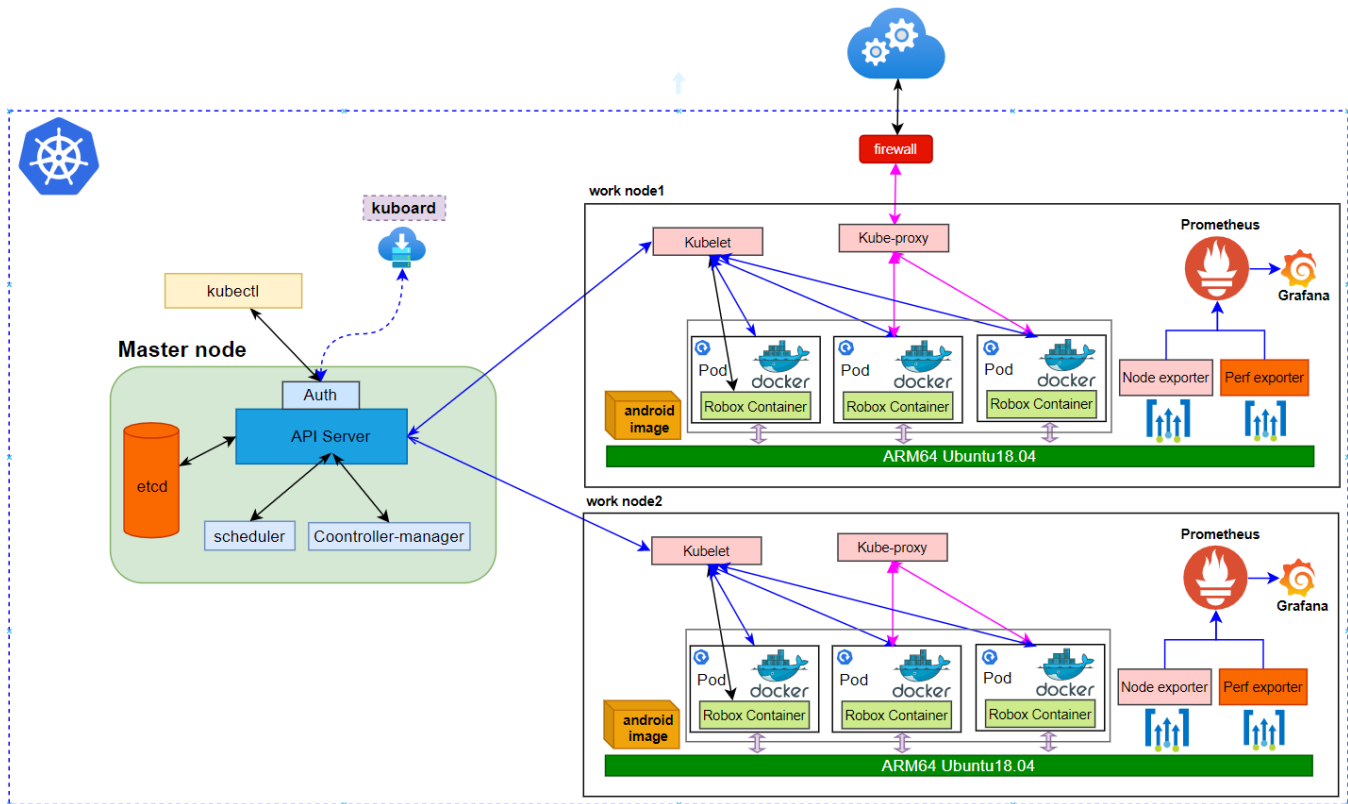 firewall
work node1
kuboard
Kubelet
Kube-proxy
Prometheus
kubectl
Grafana
Master node
Pod
docker
Pod
docker
Pod
docker
Node exporter
Perf exporter
Auth
Robox Container
Robox Container
Robox Container
android
image
API Server
ARM64 Ubuntu18.04
etcd
work node2
scheduler
Coontroller-manager
Kubelet
Kube-proxy
Prometheus
Grafana
Pod
docker
Pod
docker
Pod
docker
Node exporter
Perf exporter
Robox Container
Robox Container
Robox Container
android
image
ARM64 Ubuntu18.04